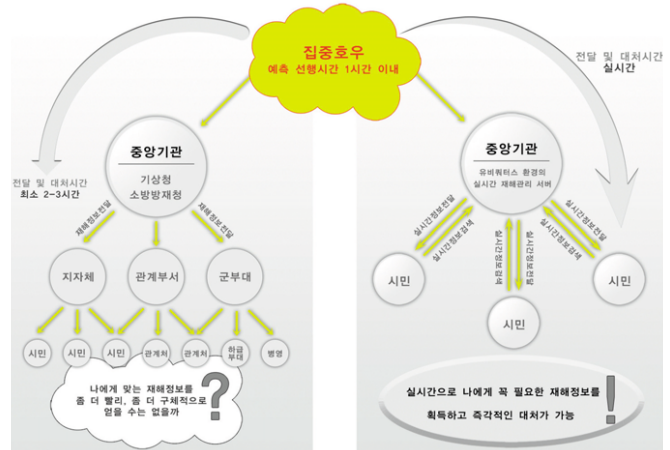 집중호우
예측 선행시간 1시간 이내
전달 및 대처시간
최소 2-3시간
중앙기관
기상청
소방방재청
재해정보전달
재해정보전달
지자체
관계부서
군부대
시민
시민
시민
관계처
관계처
하급
부대
병영
나에게 맞는 재해정보를
좀 더 빨리, 좀 더 구체적으로
얻을 수는 없을까
?
전달 및 대처시간
실시간
중앙기관
유비쿼터스 환경의
실시간 재해관리 서버
실시간정보전달
실시간정보검색
실시간정보검색
실시간정보전달
실시간정보전달
실시간정보검색
시민
시민
시민
실시간으로 나에게 꼭 필요한 재해정보를
획득하고 즉각적인 대처가 가능
!